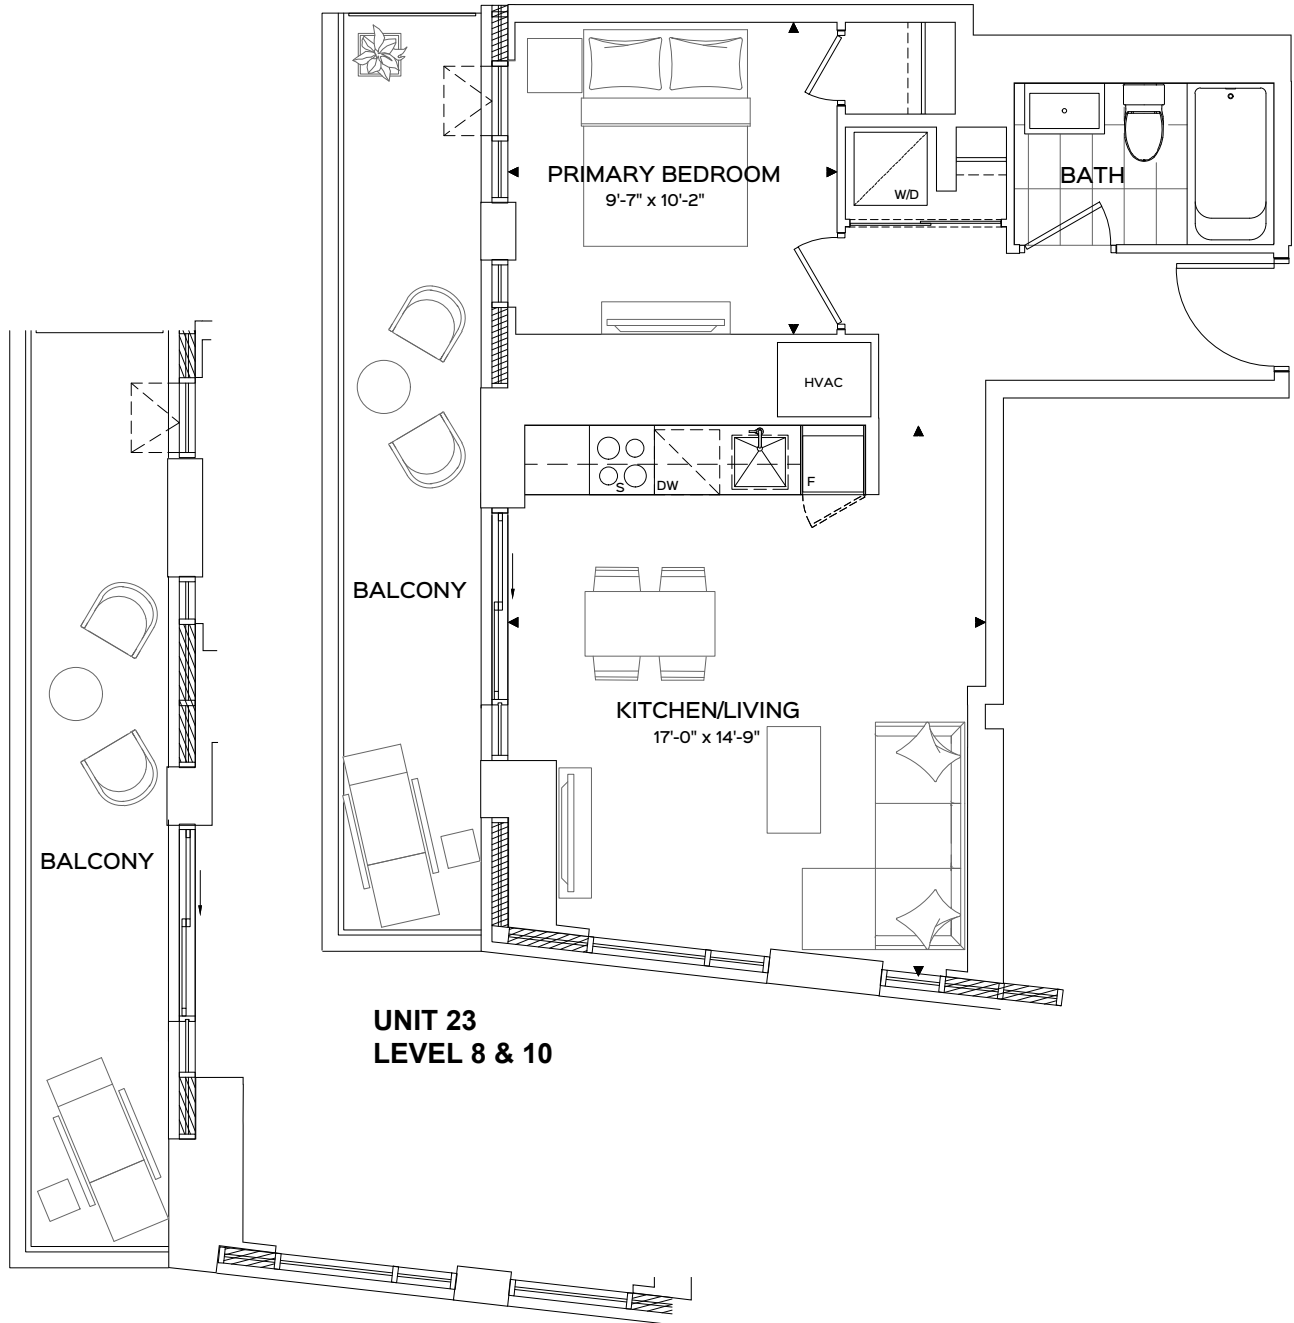 PRIMARY BEDROOM
9'-7" x 10'-2"
W/D
BATH
HVAC
S
DW
F
BALCONY
KITCHEN/LIVING
17'-0" x 14'-9"
BALCONY
UNIT 23
LEVEL 8 & 10